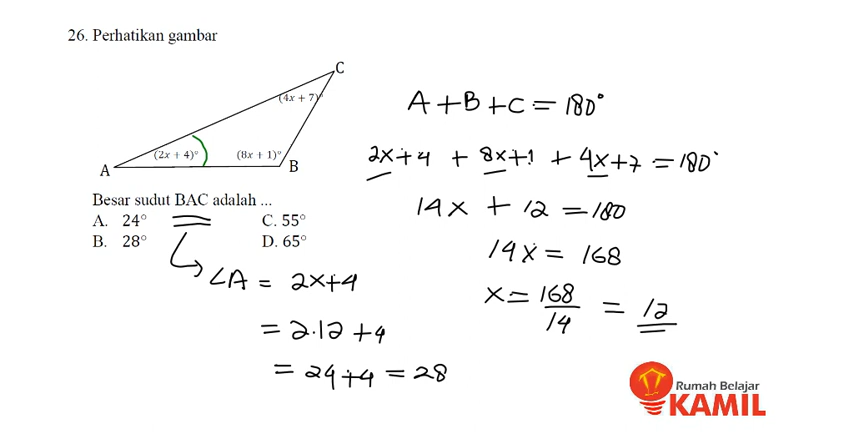 26. Perhatikan gambar
C
(4x + 7)°
(2x + 4)°
(8x + 1)°
A
B
Besar sudut BAC adalah ...
A. 24°
C. 55°
B. 28°
D. 65°
∠A = 2x+4
= 2.12 + 4
= 24+4 = 28
A+B+C = 180°
2x+4 + 8x+1 + 4x+7 = 180°
14x + 12 = 180
14x = 168
x = 168
14
= 12
Rumah Belajar
KAMIL